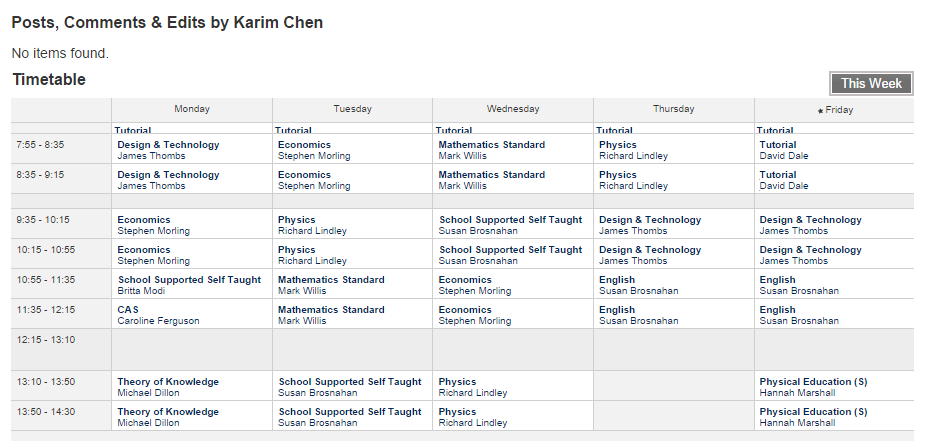 Posts, Comments & Edits by Karim Chen
No items found.
Timetable
This Week
Monday Tuesday Wednesday Thursday ★ Friday
Tutorial Tutorial Tutorial Tutorial Tutorial
7:55 - 8:35 Design & Technology Economics Mathematics Standard Physics Tutorial
James Thombs Stephen Morling Mark Willis Richard Lindley David Dale
8:35 - 9:15 Design & Technology Economics Mathematics Standard Physics Tutorial
James Thombs Stephen Morling Mark Willis Richard Lindley David Dale
9:35 - 10:15 Economics Physics School Supported Self Taught Design & Technology Design & Technology
Stephen Morling Richard Lindley Susan Brosnahan James Thombs James Thombs
10:15 - 10:55 Economics Physics School Supported Self Taught Design & Technology Design & Technology
Stephen Morling Richard Lindley Susan Brosnahan James Thombs James Thombs
10:55 - 11:35 School Supported Self Taught Mathematics Standard Economics English English
Britta Modi Mark Willis Stephen Morling Susan Brosnahan Susan Brosnahan
11:35 - 12:15 CAS Mathematics Standard Economics English English
Caroline Ferguson Mark Willis Stephen Morling Susan Brosnahan Susan Brosnahan
12:15 - 13:10
13:10 - 13:50 Theory of Knowledge School Supported Self Taught Physics Physical Education (S)
Michael Dillon Susan Brosnahan Richard Lindley Hannah Marshall
13:50 - 14:30 Theory of Knowledge School Supported Self Taught Physics Physical Education (S)
Michael Dillon Susan Brosnahan Richard Lindley Hannah Marshall